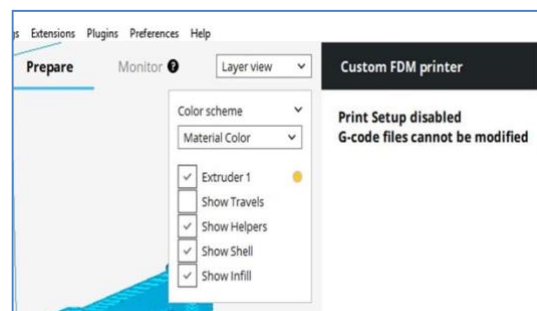 Extensions Plugins Preferences Help
Prepare Monitor ? Layer view Custom FDM printer
Color scheme
Material Color
Extruder 1
Show Travels
Show Helpers
Show Shell
Show Infill
Print Setup disabled
G-code files cannot be modified